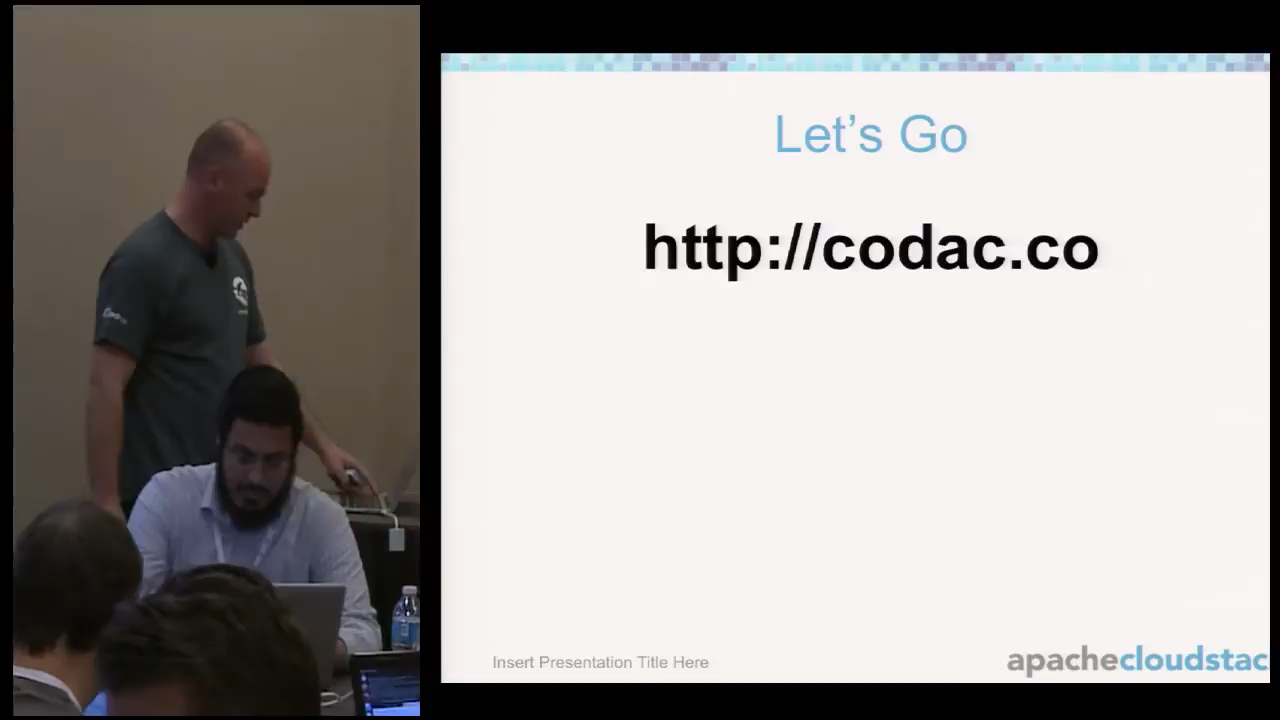 Let's Go
http://codac.co
Insert Presentation Title Here
apachecloudstac